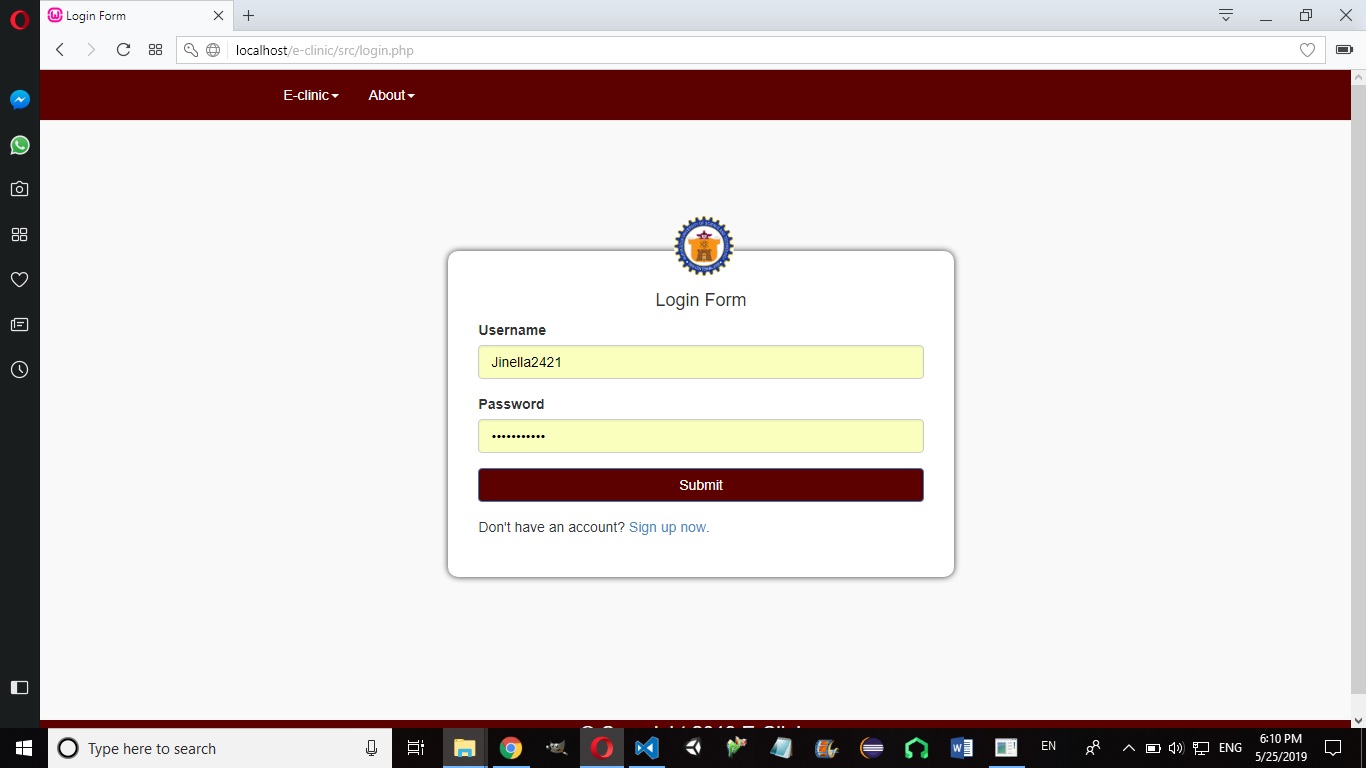 Login Form
localhost/e-clinic/src/login.php
E-clinic
About
Login Form
Username
Jinella2421
Password
Submit
Don't have an account? Sign up now.
Type here to search
EN
ENG
6:10 PM
5/25/2019